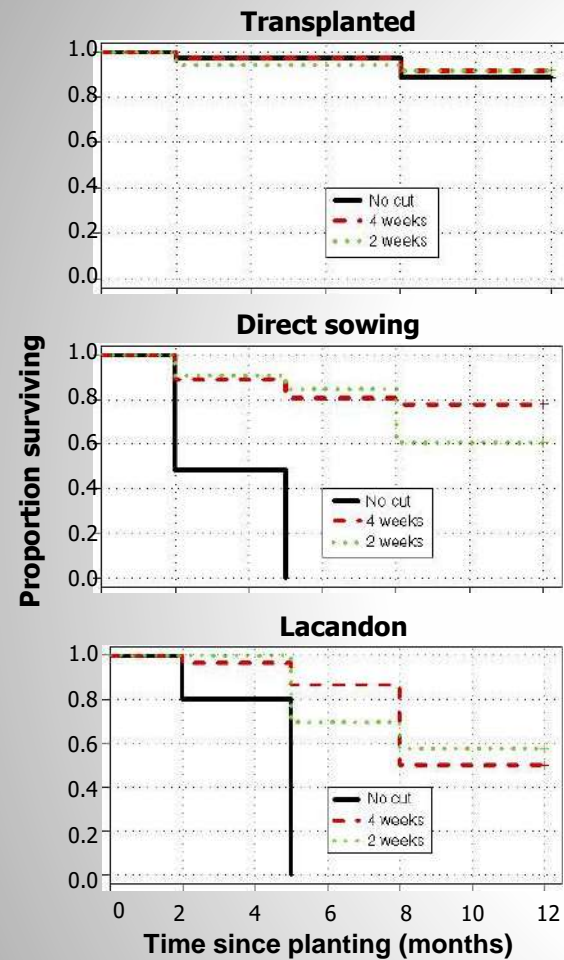 Transplanted
1.0
0.8
0.6
0.4
0.2
0.0
No cut
4 weeks
2 weeks
Direct sowing
1.0
0.8
0.6
0.4
0.2
0.0
No cut
4 weeks
2 weeks
Proportion surviving
Lacandon
1.0
0.8
0.6
0.4
0.2
0.0
No cut
4 weeks
2 weeks
0 2 4 6 8 10 12
Time since planting (months)